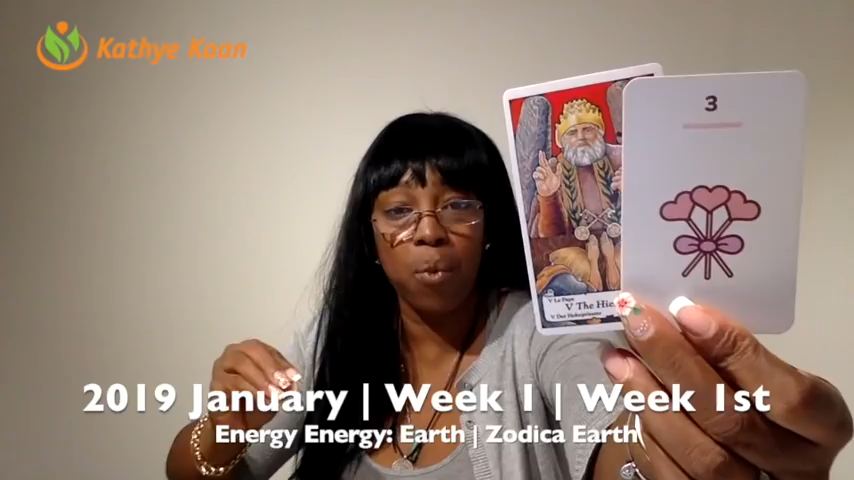 Kathye Kaan
3
V Le Pape
V The Hie
V Der Hohepriester
2019 January | Week 1 | Week 1st
Energy Energy: Earth | Zodica Earth